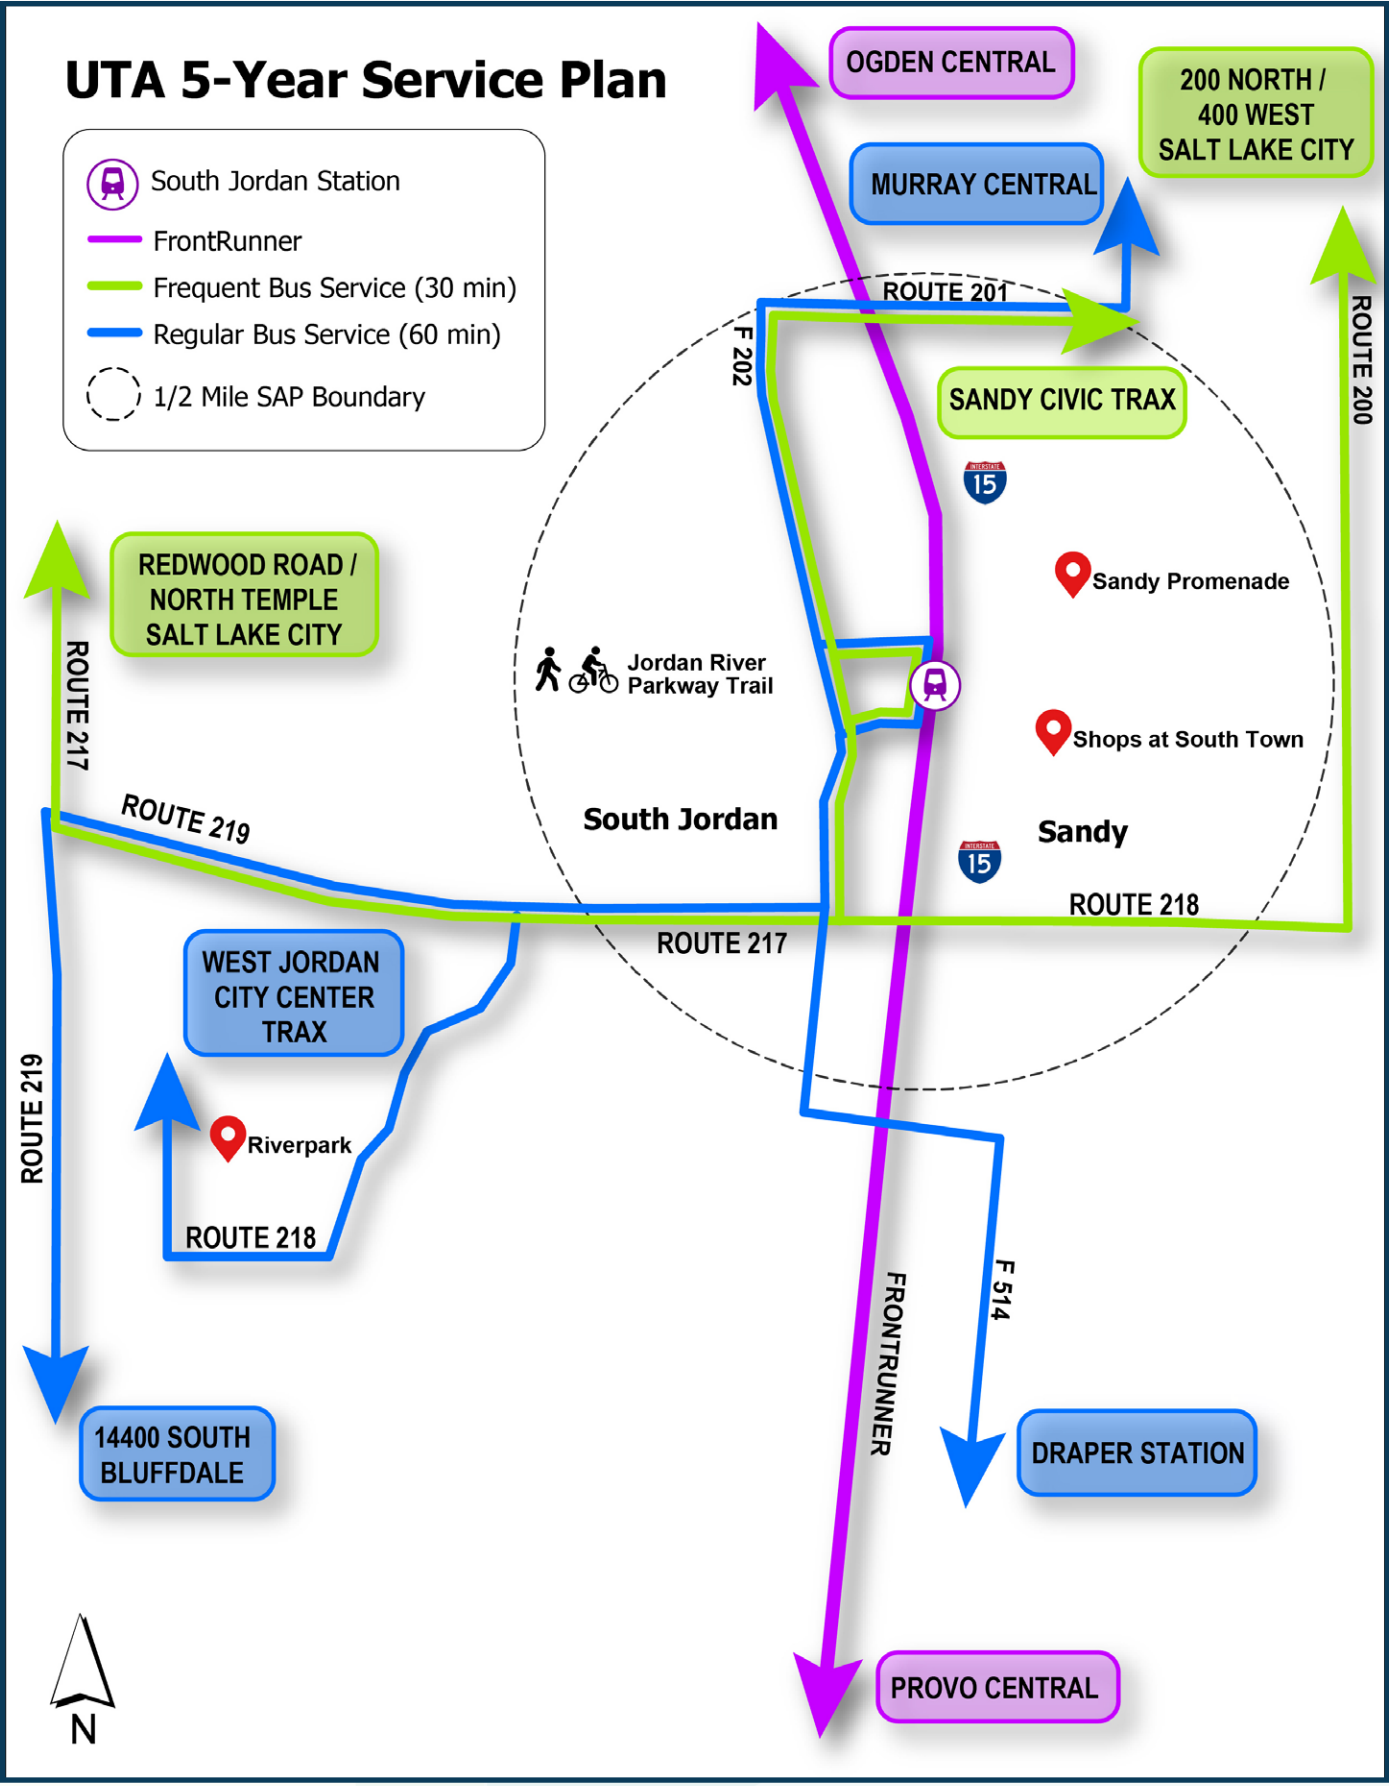 UTA 5-Year Service Plan
South Jordan Station
FrontRunner
Frequent Bus Service (30 min)
Regular Bus Service (60 min)
1/2 Mile SAP Boundary
OGDEN CENTRAL
200 NORTH /
400 WEST
SALT LAKE CITY
MURRAY CENTRAL
ROUTE 201
F 202
ROUTE 200
SANDY CIVIC TRAX
INTERSTATE
15
REDWOOD ROAD /
NORTH TEMPLE
SALT LAKE CITY
Sandy Promenade
ROUTE 217
Jordan River
Parkway Trail
Shops at South Town
ROUTE 219
South Jordan
Sandy
INTERSTATE
15
ROUTE 218
ROUTE 217
WEST JORDAN
CITY CENTER
TRAX
ROUTE 219
Riverpark
ROUTE 218
F 514
FRONTRUNNER
14400 SOUTH
BLUFFDALE
DRAPER STATION
PROVO CENTRAL
N